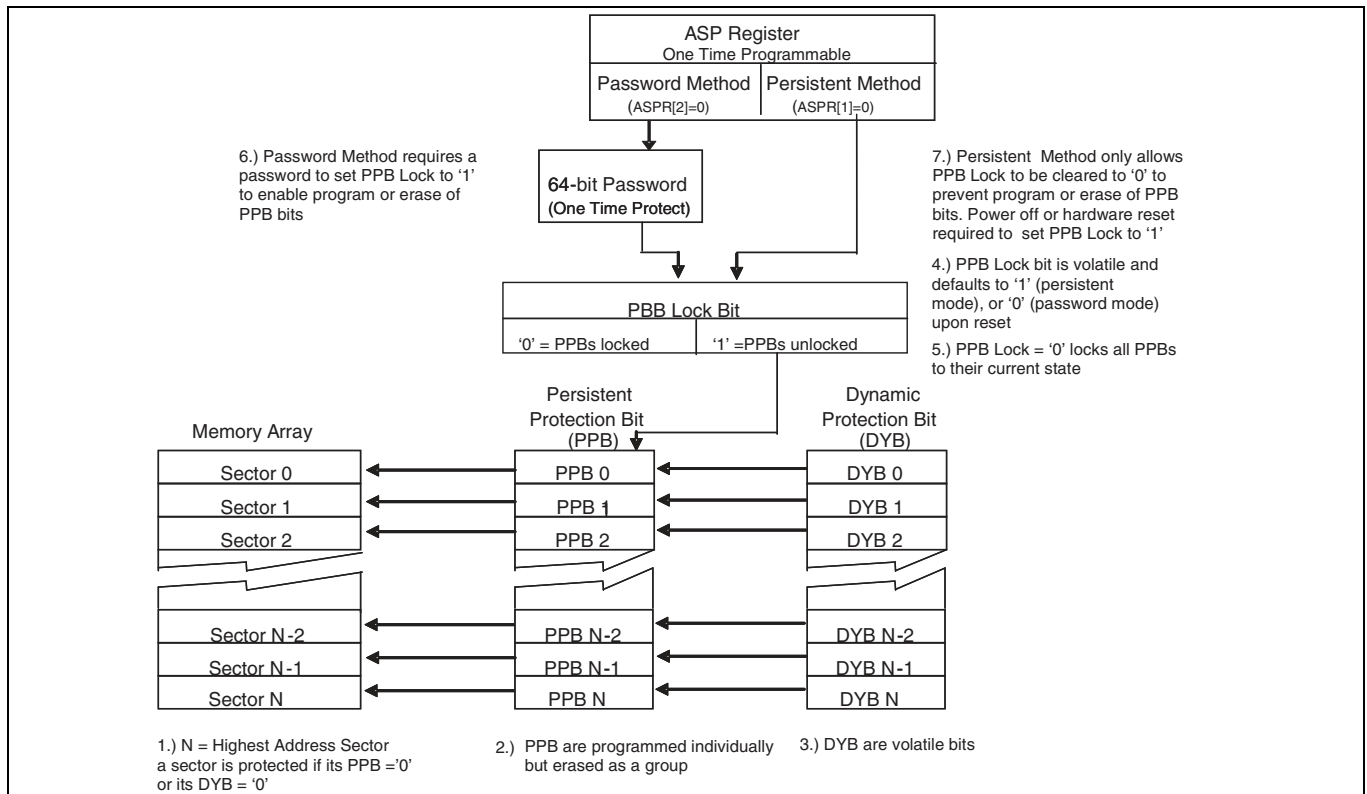 ASP Register
One Time Programmable
Password Method
(ASPR[2]=0)
Persistent Method
(ASPR[1]=0)
6.) Password Method requires a
password to set PPB Lock to ‘1’
to enable program or erase of
PPB bits
64-bit Password
(One Time Protect)
7.) Persistent Method only allows
PPB Lock to be cleared to ‘0’ to
prevent program or erase of PPB
bits. Power off or hardware reset
required to set PPB Lock to ‘1’
4.) PPB Lock bit is volatile and
defaults to ‘1’ (persistent
mode), or ‘0’ (password mode)
upon reset
5.) PPB Lock = ‘0’ locks all PPBs
to their current state
PBB Lock Bit
‘0’ = PPBs locked
‘1’ =PPBs unlocked
Memory Array
Persistent
Protection Bit
(PPB)
Dynamic
Protection Bit
(DYB)
Sector 0
PPB 0
DYB 0
Sector 1
PPB 1
DYB 1
Sector 2
PPB 2
DYB 2
Sector N-2
PPB N-2
DYB N-2
Sector N-1
PPB N-1
DYB N-1
Sector N
PPB N
DYB N
1.) N = Highest Address Sector
a sector is protected if its PPB =’0’
or its DYB = ‘0’
2.) PPB are programmed individually
but erased as a group
3.) DYB are volatile bits